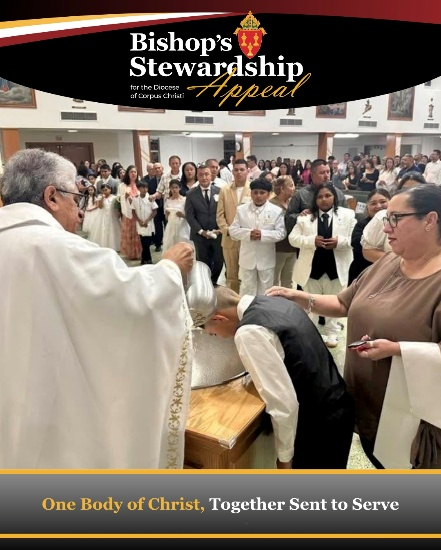 Bishop's
Stewardship
for the Diocese
of Corpus Christi
Appeal
One Body of Christ, Together Sent to Serve